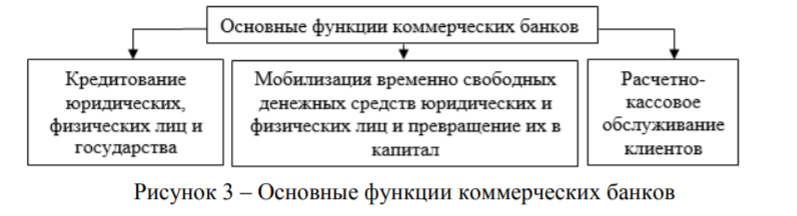 Основные функции коммерческих банков
Кредитование
юридических,
физических лиц и
государства
Мобилизация временно свободных
денежных средств юридических и
физических лиц и превращение их в
капитал
Расчетно-
кассовое
обслуживание
клиентов
Рисунок 3 – Основные функции коммерческих банков